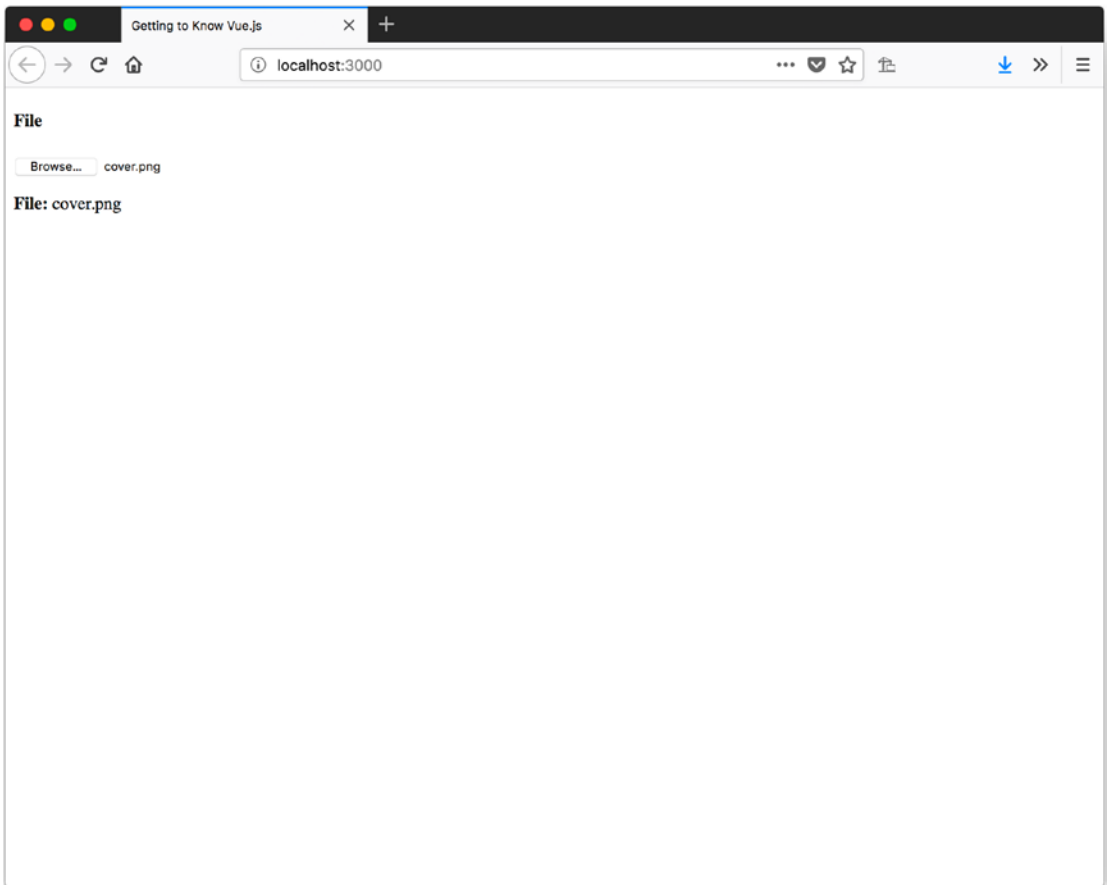 Getting to Know Vue.js
localhost:3000
File
Browse... cover.png
File: cover.png